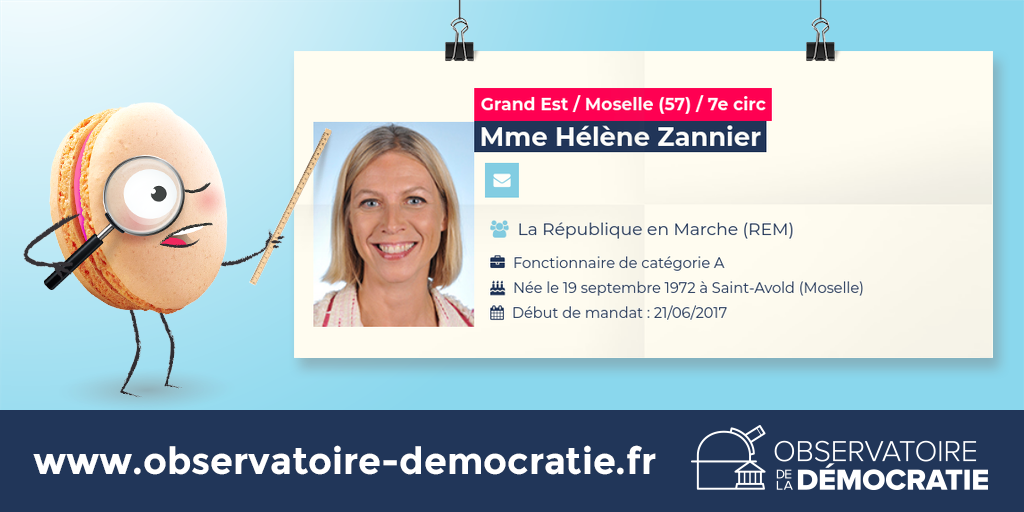 Grand Est / Moselle (57) / 7e circ
Mme Hélène Zannier
La République en Marche (REM)
Fonctionnaire de catégorie A
Née le 19 septembre 1972 à Saint-Avold (Moselle)
Début de mandat : 21/06/2017
www.observatoire-democratie.fr
OBSERVATOIRE
DE LA DÉMOCRATIE